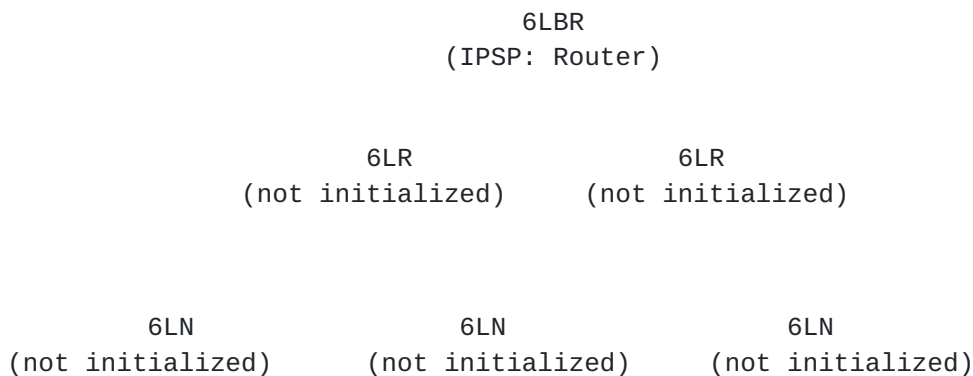 6LBR
(IPSP: Router)
6LR 6LR
(not initialized) (not initialized)
6LN 6LN 6LN
(not initialized) (not initialized) (not initialized)